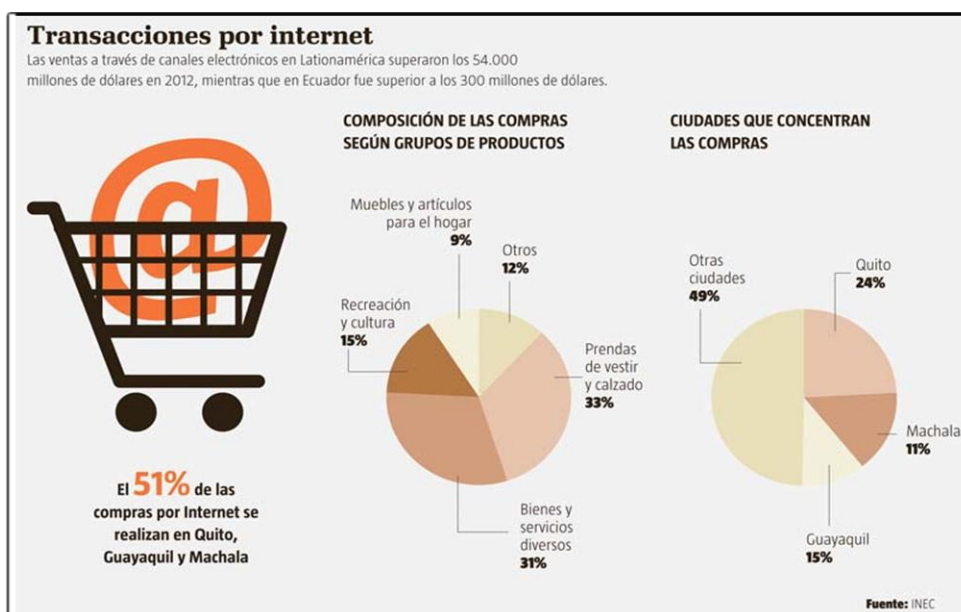 Transacciones por internet
Las ventas a través de canales electrónicos en Lationamérica superaron los 54.000
millones de dólares en 2012, mientras que en Ecuador fue superior a los 300 millones de dólares.
@
El 51% de las
compras por Internet se
realizan en Quito,
Guayaquil y Machala
COMPOSICIÓN DE LAS COMPRAS
SEGÚN GRUPOS DE PRODUCTOS
Muebles y artículos
para el hogar
9%
Otros
12%
Recreación
y cultura
15%
Prendas
de vestir
y calzado
33%
Bienes y
servicios
diversos
31%
CIUDADES QUE CONCENTRAN
LAS COMPRAS
Otras
ciudades
49%
Quito
24%
Machala
11%
Guayaquil
15%
Fuente: INEC